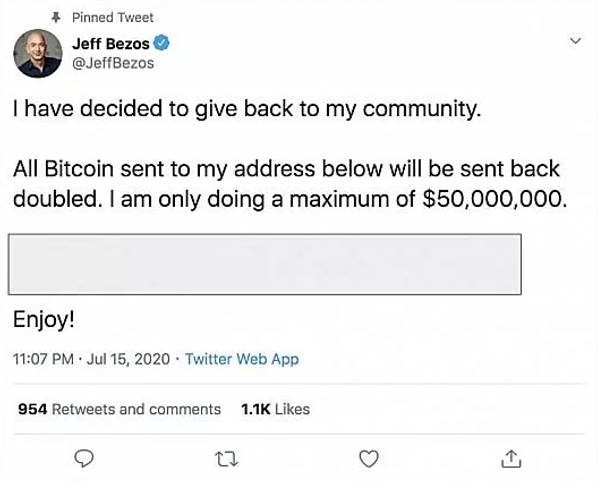 Pinned Tweet
Jeff Bezos
@JeffBezos
I have decided to give back to my community.
All Bitcoin sent to my address below will be sent back
doubled. I am only doing a maximum of $50,000,000.
Enjoy!
11:07 PM · Jul 15, 2020 · Twitter Web App
954 Retweets and comments 1.1K Likes